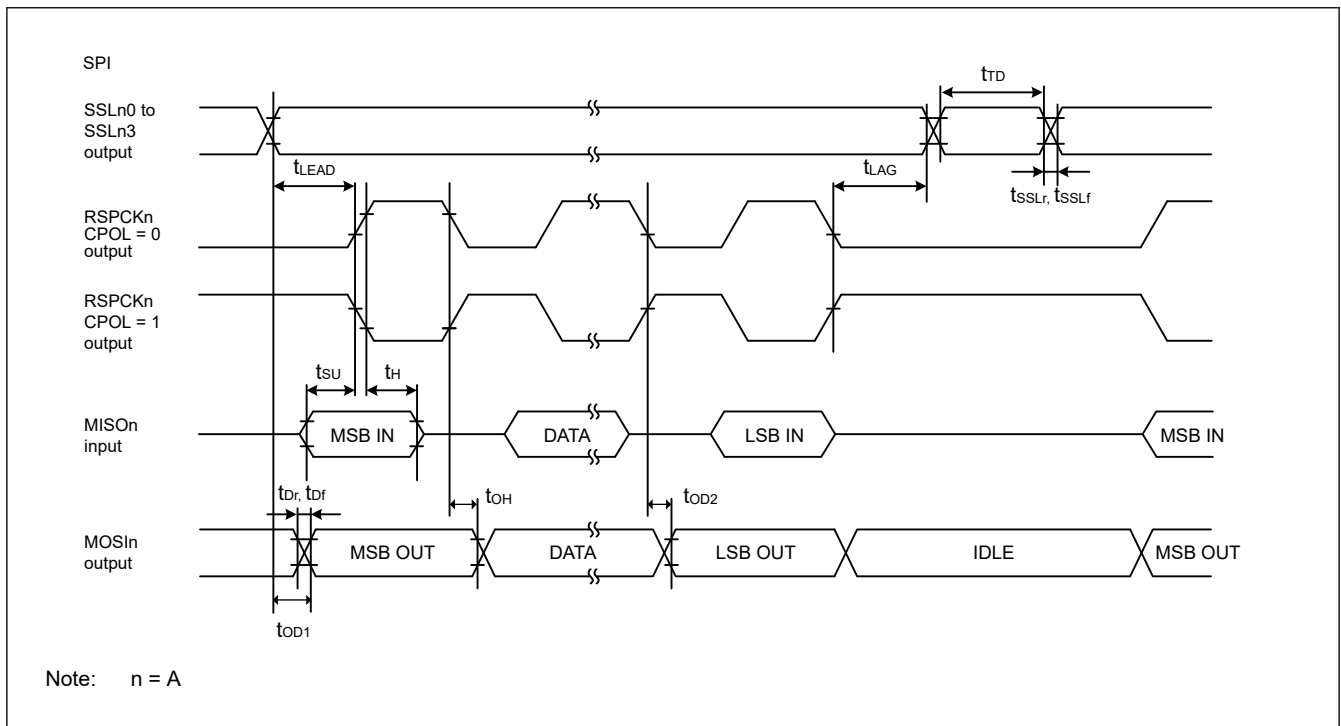 SPI
tTD
SSLn0 to
SSLn3
output
tLEAD
tLAG
tSSLr, tSSLf
RSPCKn
CPOL = 0
output
RSPCKn
CPOL = 1
output
tSU
tH
MISOn
input
MSB IN
DATA
LSB IN
MSB IN
tDr, tDf
tOH
tOD2
MOSIn
output
MSB OUT
DATA
LSB OUT
IDLE
MSB OUT
tOD1
Note: n = A